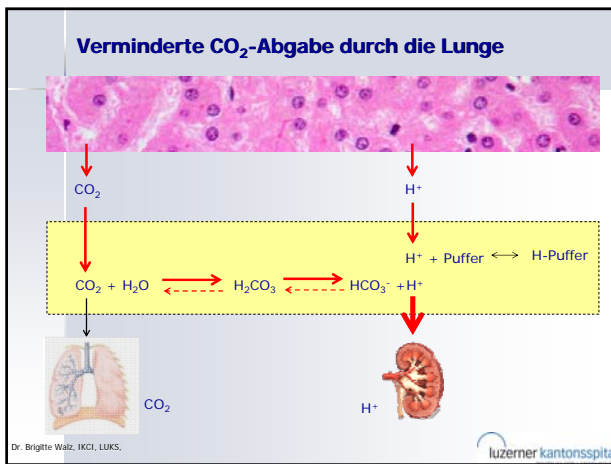 Verminderte CO₂-Abgabe durch die Lunge
CO₂ H⁺
H⁺ + Puffer ⟷ H-Puffer
CO₂ + H₂O H₂CO₃ HCO₃⁻ + H⁺
CO₂ H⁺
Dr. Brigitte Walz, IKCI, LUKS,
luzerner kantonsspital